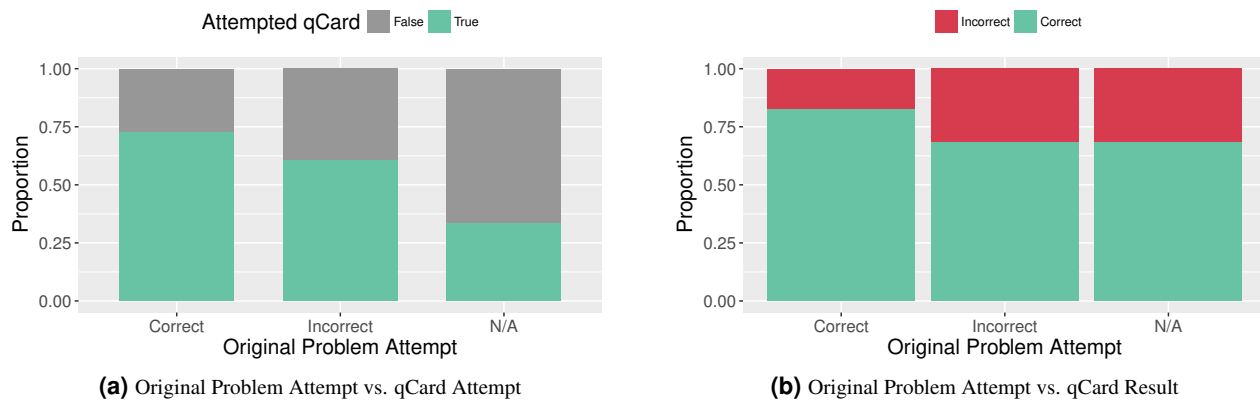 Attempted qCard False True
1.00
0.75
0.50
0.25
0.00
Proportion
Correct Incorrect N/A
Original Problem Attempt
(a) Original Problem Attempt vs. qCard Attempt
Incorrect Correct
1.00
0.75
0.50
0.25
0.00
Proportion
Correct Incorrect N/A
Original Problem Attempt
(b) Original Problem Attempt vs. qCard Result